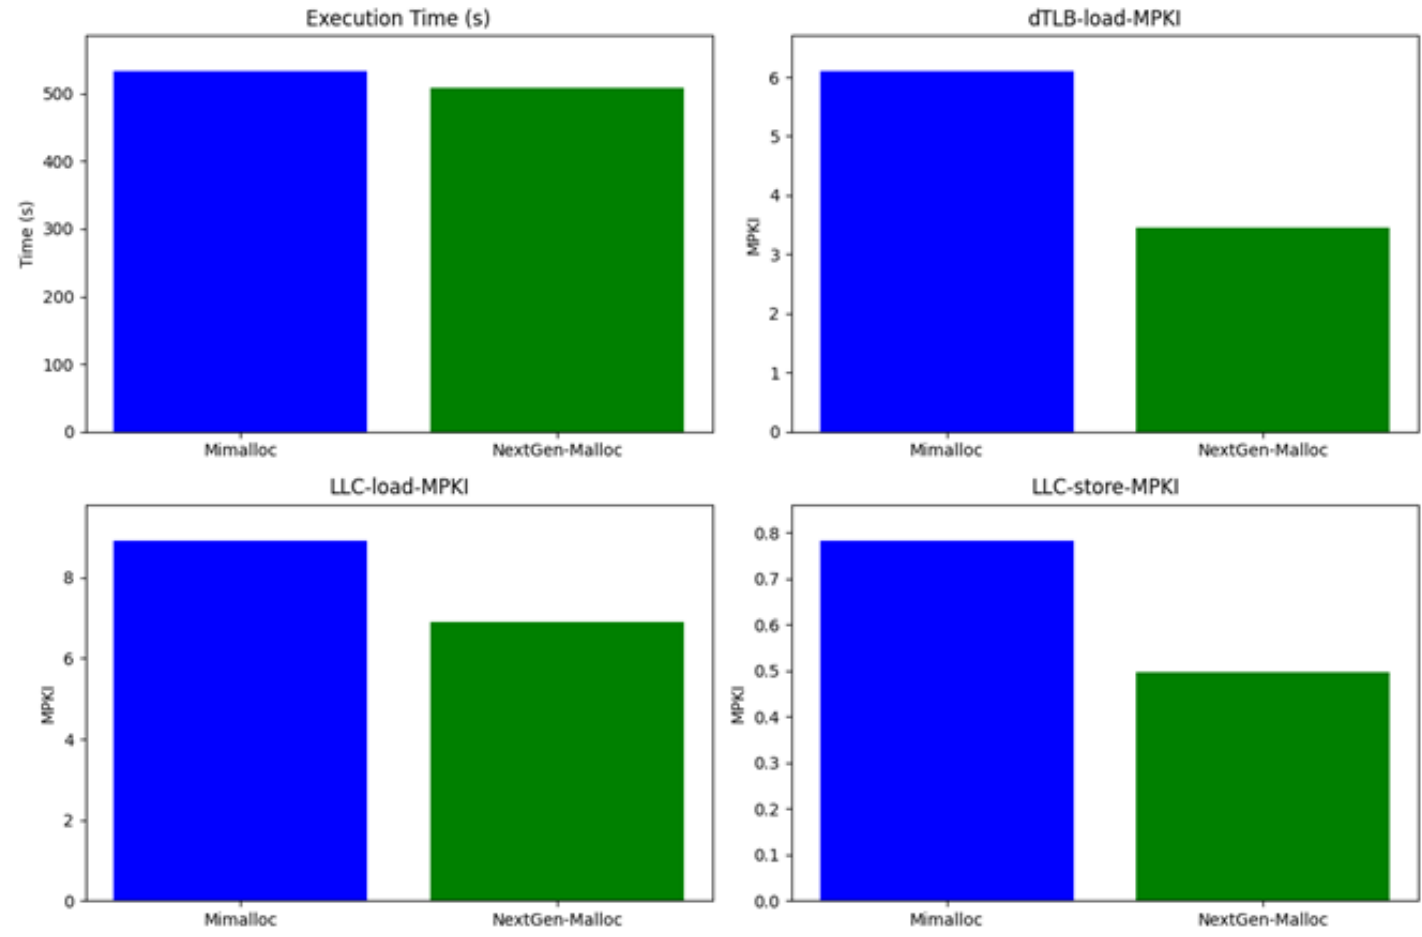 Execution Time (s)
Time (s)
500
400
300
200
100
0
Mimalloc NextGen-Malloc
dTLB-load-MPKI
MPKI
6
5
4
3
2
1
0
Mimalloc NextGen-Malloc
LLC-load-MPKI
MPKI
8
6
4
2
0
Mimalloc NextGen-Malloc
LLC-store-MPKI
MPKI
0.8
0.7
0.6
0.5
0.4
0.3
0.2
0.1
0.0
Mimalloc NextGen-Malloc